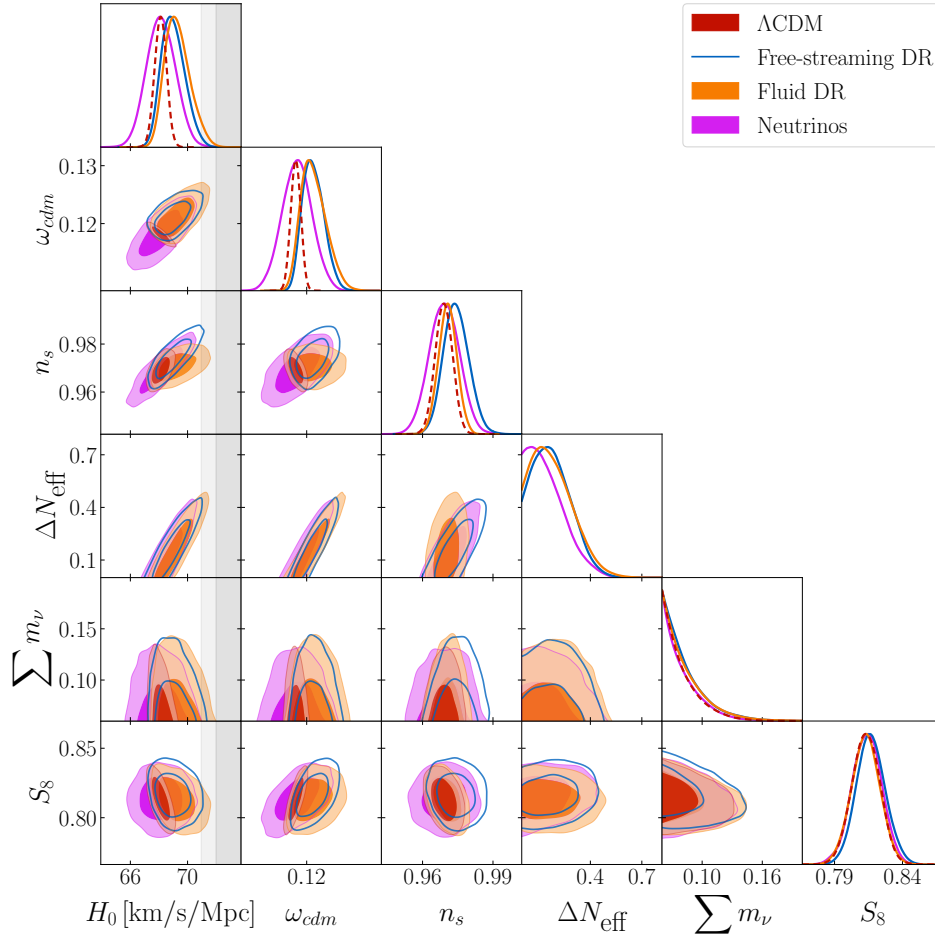 ΛCDM
Free-streaming DR
Fluid DR
Neutrinos
0.13
0.12
ω_cdm
0.98
0.96
n_s
0.7
0.4
0.1
ΔN_eff
0.15
0.10
∑ m_ν
0.85
0.80
S_8
66 70 0.12 0.96 0.99 0.4 0.7 0.10 0.16 0.79 0.84
H_0 [km/s/Mpc] ω_cdm n_s ΔN_eff ∑ m_ν S_8